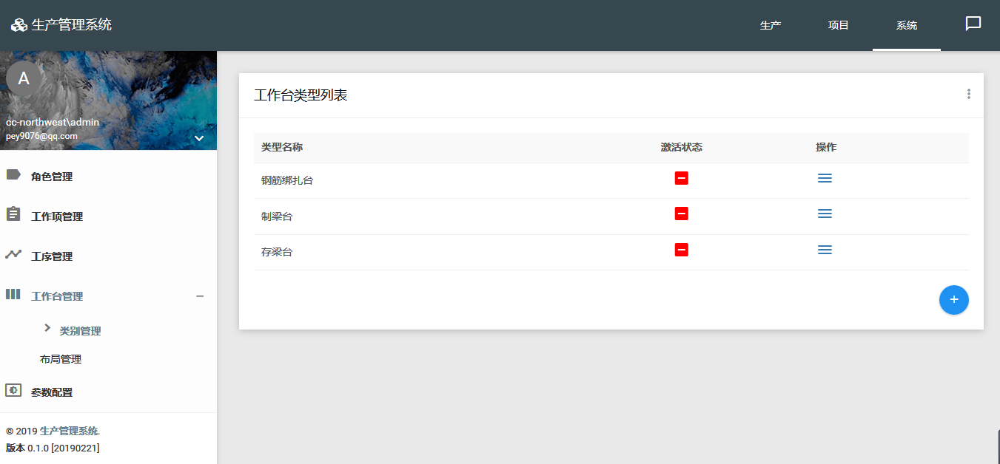 生产管理系统
生产 项目 系统
A
cc-northwest\admin
pey9076@qq.com
角色管理
工作项管理
工序管理
工作台管理
类别管理
布局管理
参数配置
© 2019 生产管理系统.
版本 0.1.0 [20190221]
工作台类型列表
类型名称 激活状态 操作
钢筋绑扎台
制梁台
存梁台